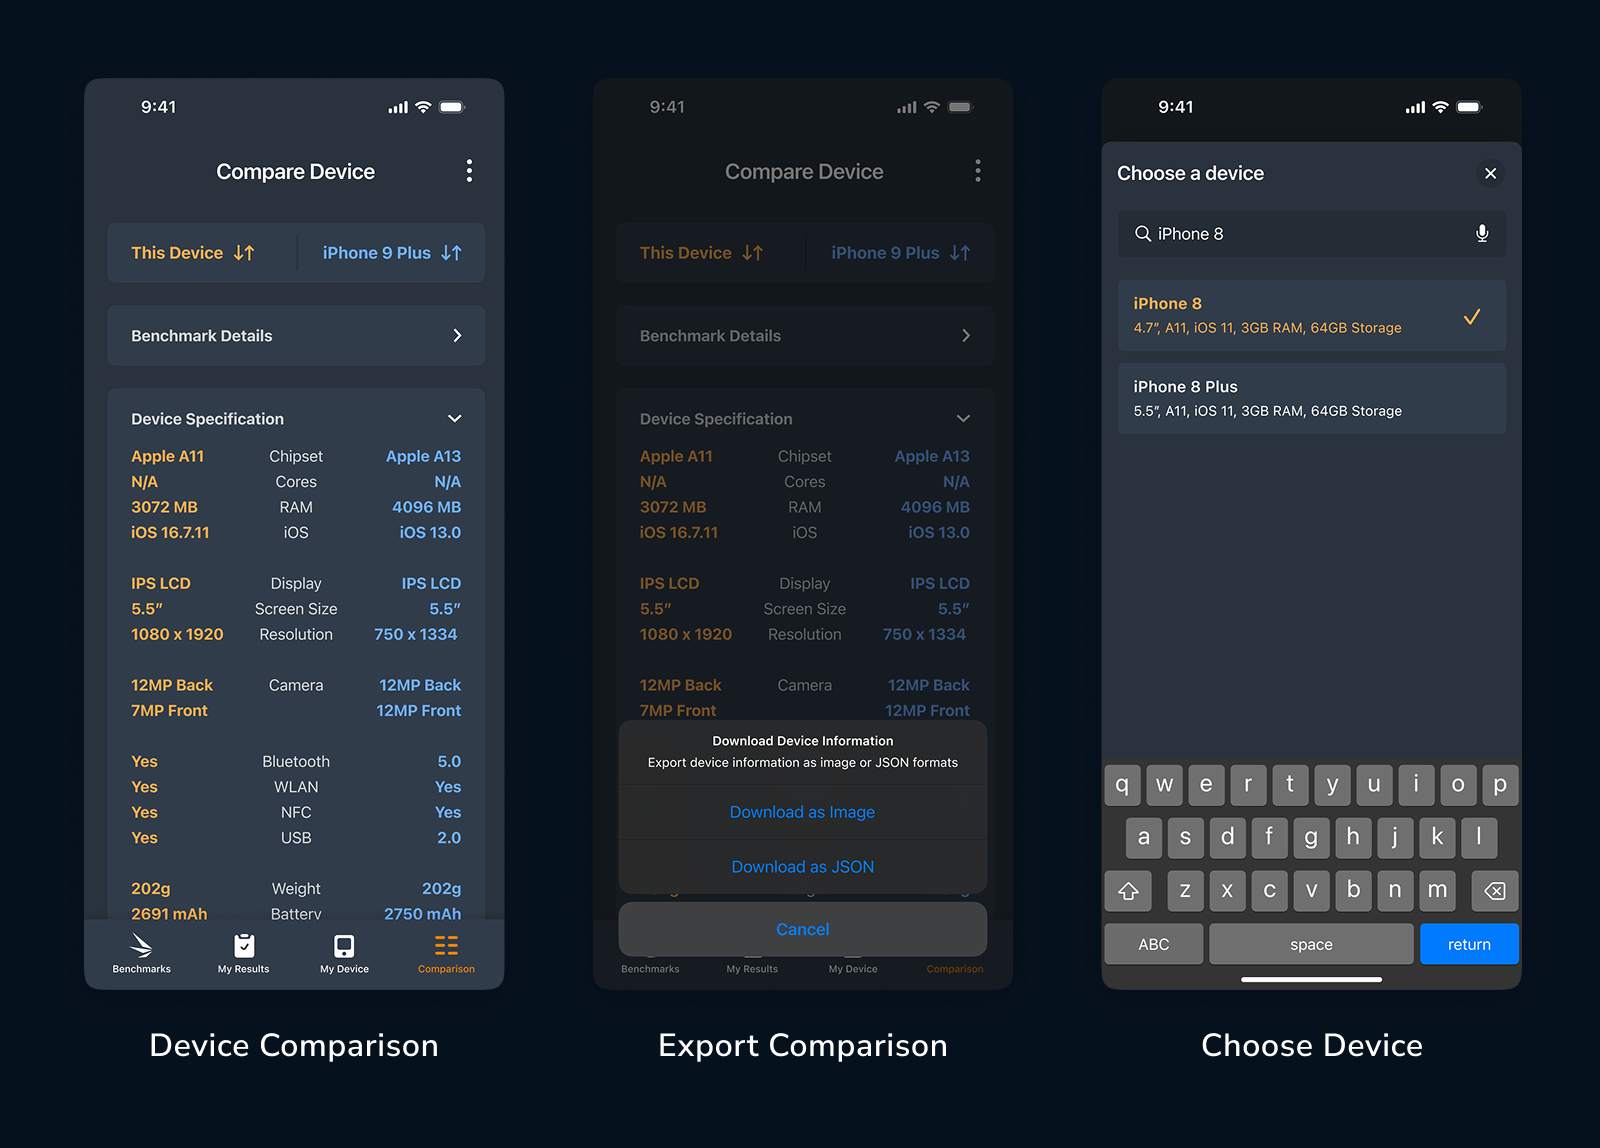 9:41
Compare Device
This Device iPhone 9 Plus
Benchmark Details
Device Specification
Apple A11 Chipset Apple A13
N/A Cores N/A
3072 MB RAM 4096 MB
iOS 16.7.11 iOS iOS 13.0
IPS LCD Display IPS LCD
5.5″ Screen Size 5.5″
1080 x 1920 Resolution 750 x 1334
12MP Back Camera 12MP Back
7MP Front 12MP Front
Yes Bluetooth 5.0
Yes WLAN Yes
Yes NFC Yes
Yes USB 2.0
202g Weight 202g
2691 mAh Battery 2750 mAh
Benchmarks My Results My Device Comparison
Device Comparison
9:41
Compare Device
This Device iPhone 9 Plus
Benchmark Details
Device Specification
Apple A11 Chipset Apple A13
N/A Cores N/A
3072 MB RAM 4096 MB
iOS 16.7.11 iOS iOS 13.0
IPS LCD Display IPS LCD
5.5″ Screen Size 5.5″
1080 x 1920 Resolution 750 x 1334
12MP Back Camera 12MP Back
7MP Front 12MP Front
Download Device Information
Export device information as image or JSON formats
Download as Image
Download as JSON
Cancel
Benchmarks My Results My Device Comparison
Export Comparison
9:41
Choose a device
iPhone 8
iPhone 8
4.7″, A11, iOS 11, 3GB RAM, 64GB Storage
iPhone 8 Plus
5.5″, A11, iOS 11, 3GB RAM, 64GB Storage
q w e r t y u i o p
a s d f g h j k l
z x c v b n m
ABC space return
Choose Device